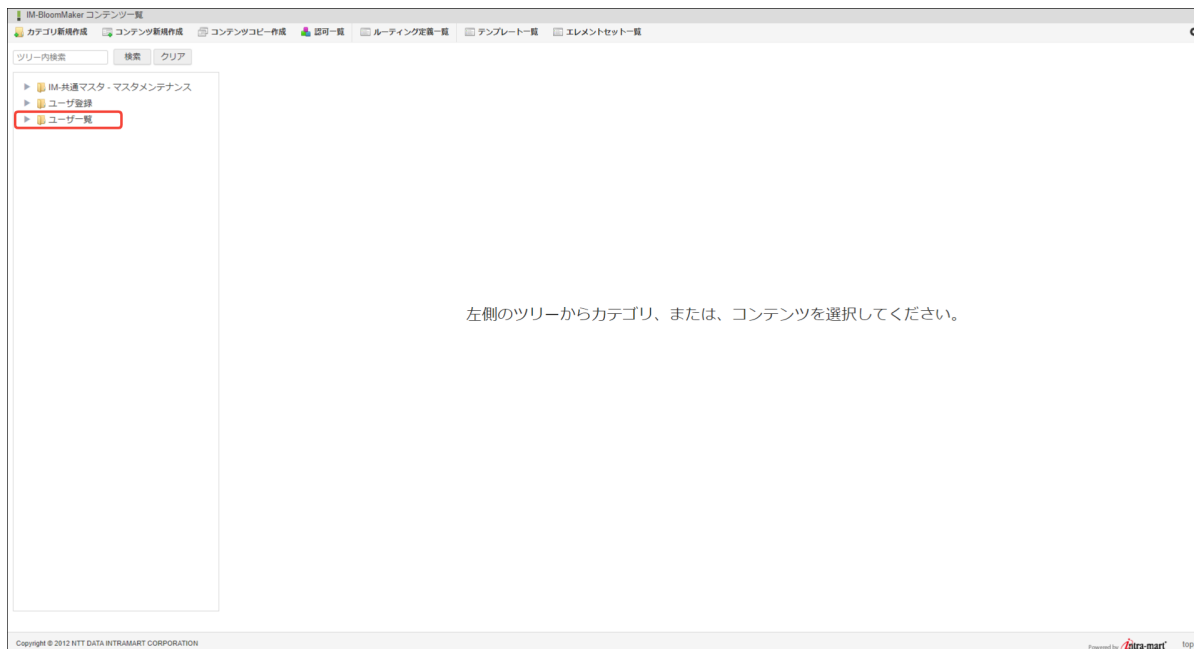 IM-BloomMaker コンテンツ一覧
カテゴリ新規作成 コンテンツ新規作成 コンテンツコピー作成 認可一覧 ルーティング定義一覧 テンプレート一覧 エレメントセット一覧
ツリー内検索 検索 クリア
IM-共通マスタ - マスタメンテナンス
ユーザ登録
ユーザ一覧
左側のツリーからカテゴリ、または、コンテンツを選択してください。
Copyright © 2012 NTT DATA INTRAMART CORPORATION
Powered by intra-mart top